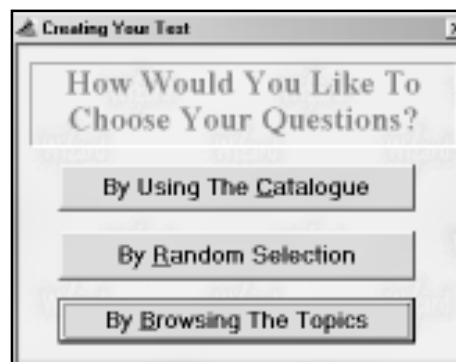 Creating Your Test
How Would You Like To
Choose Your Questions?
By Using The Catalogue
By Random Selection
By Browsing The Topics